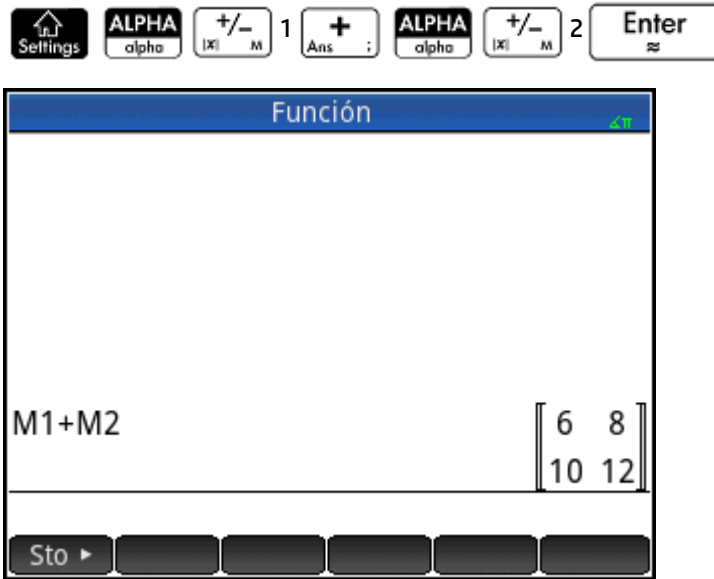 Settings ALPHA alpha +/- |x| M 1 + Ans ; ALPHA alpha +/- |x| M 2 Enter ≈
Función
∡π
M1+M2
6 8
10 12
Sto ▸